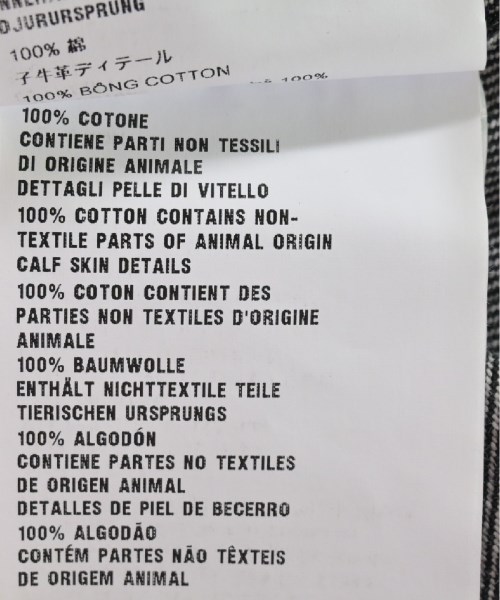 DJURURSPRUNG
100% 綿
子牛革ディテール
100% BÔNG COTTON
100%
100% COTONE
CONTIENE PARTI NON TESSILI
DI ORIGINE ANIMALE
DETTAGLI PELLE DI VITELLO
100% COTTON CONTAINS NON-
TEXTILE PARTS OF ANIMAL ORIGIN
CALF SKIN DETAILS
100% COTON CONTIENT DES
PARTIES NON TEXTILES D'ORIGINE
ANIMALE
100% BAUMWOLLE
ENTHÄLT NICHTTEXTILE TEILE
TIERISCHEN URSPRUNGS
100% ALGODÓN
CONTIENE PARTES NO TEXTILES
DE ORIGEN ANIMAL
DETALLES DE PIEL DE BECERRO
100% ALGODÃO
CONTÉM PARTES NÃO TÊXTEIS
DE ORIGEM ANIMAL